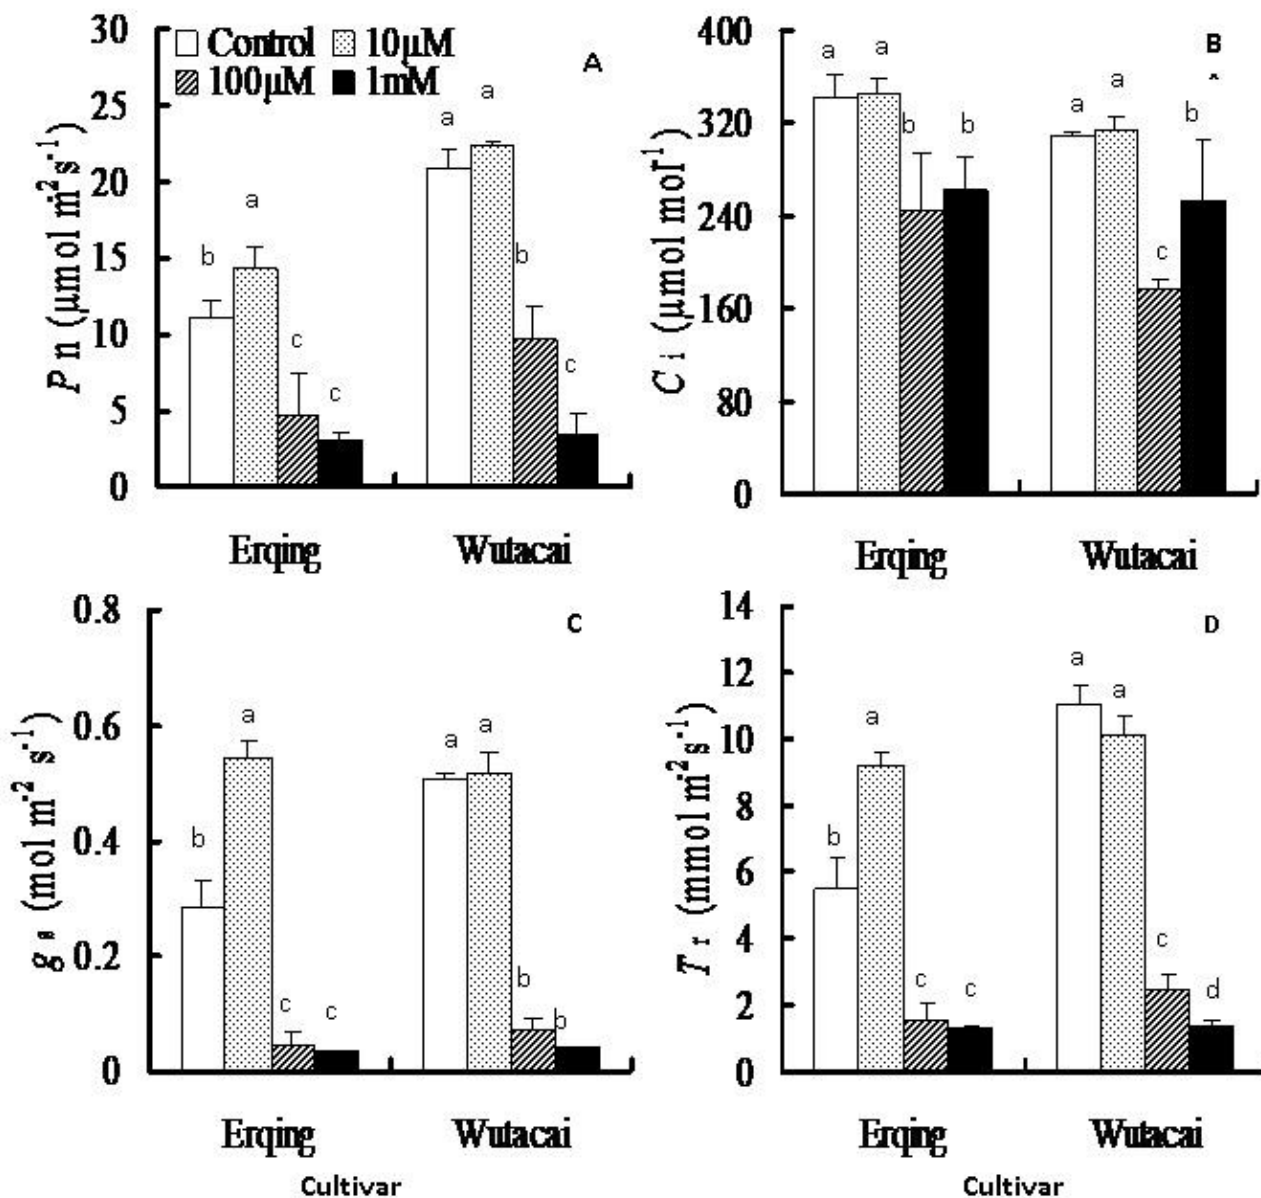 A
Control 10μM
100μM 1mM
Pn (μmol m-2s-1)
30
25
20
15
10
5
0
b a c c
a a b c
Erqing Wutacai
B
Ci (μmol mol-1)
400
320
240
160
80
0
a a b b
a a c b
Erqing Wutacai
C
gs (mol m-2 s-1)
0.8
0.6
0.4
0.2
0
b a c c
a a b b
Erqing Wutacai
Cultivar
D
Tr (mmol m-2s-1)
14
12
10
8
6
4
2
0
b a c c
a a c d
Erqing Wutacai
Cultivar